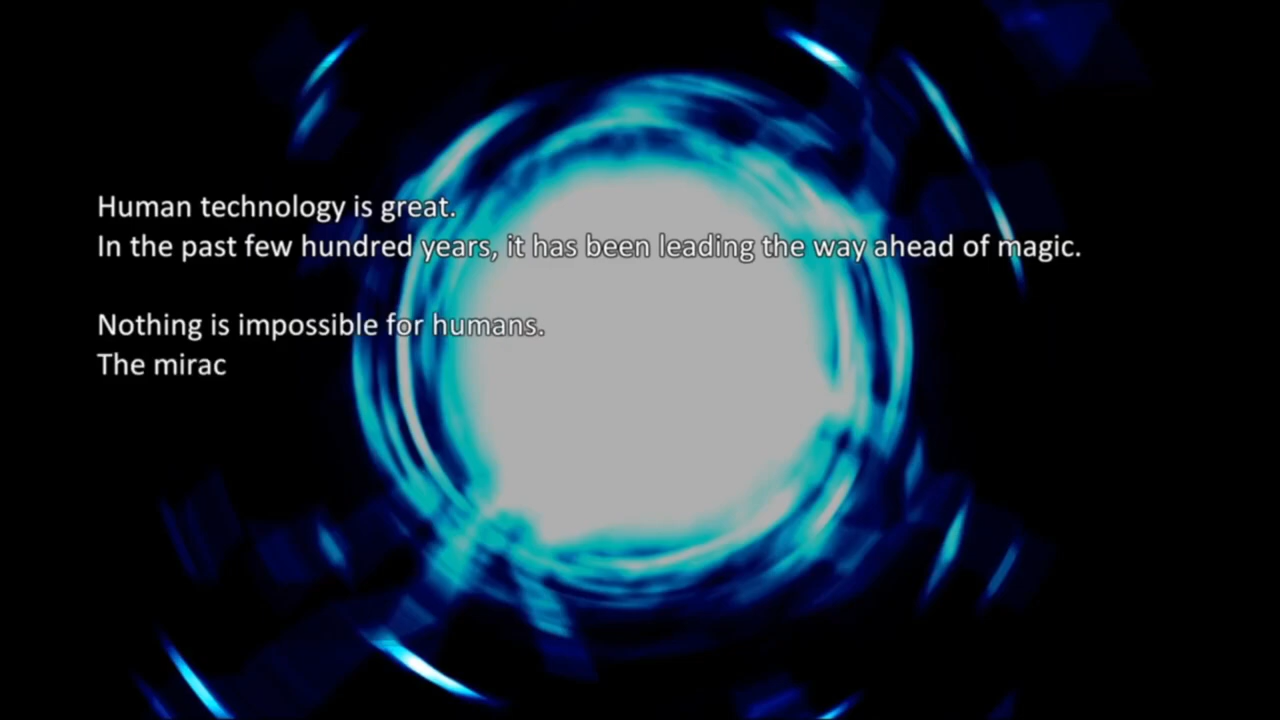 Human technology is great.
In the past few hundred years, it has been leading the way ahead of magic.
Nothing is impossible for humans.
The mirac